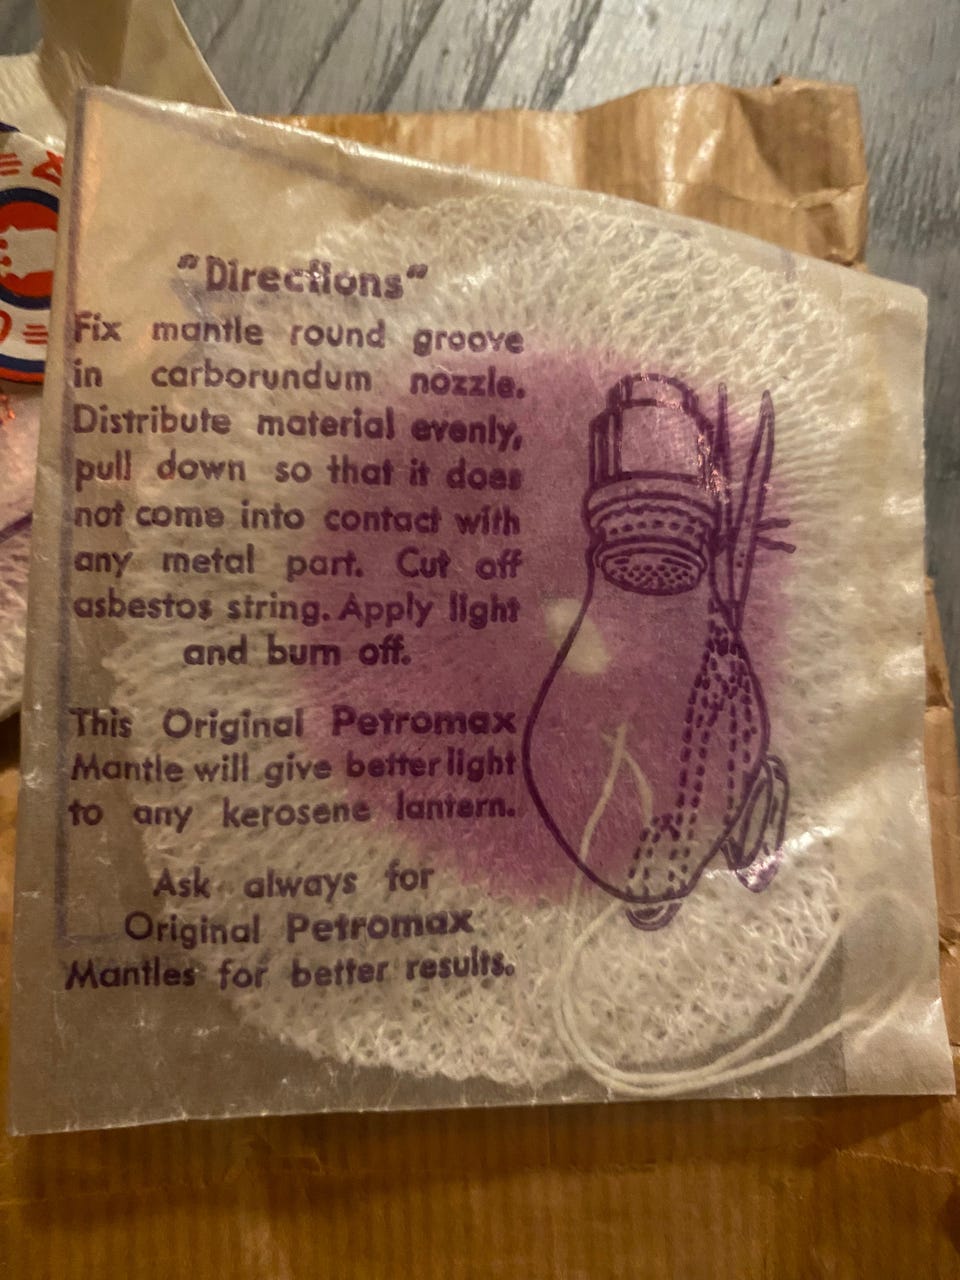 "Directions"
Fix mantle round groove
in carborundum nozzle.
Distribute material evenly,
pull down so that it does
not come into contact with
any metal part. Cut off
asbestos string. Apply light
and burn off.
This Original Petromax
Mantle will give better light
to any kerosene lantern.
Ask always for
Original Petromax
Mantles for better results.